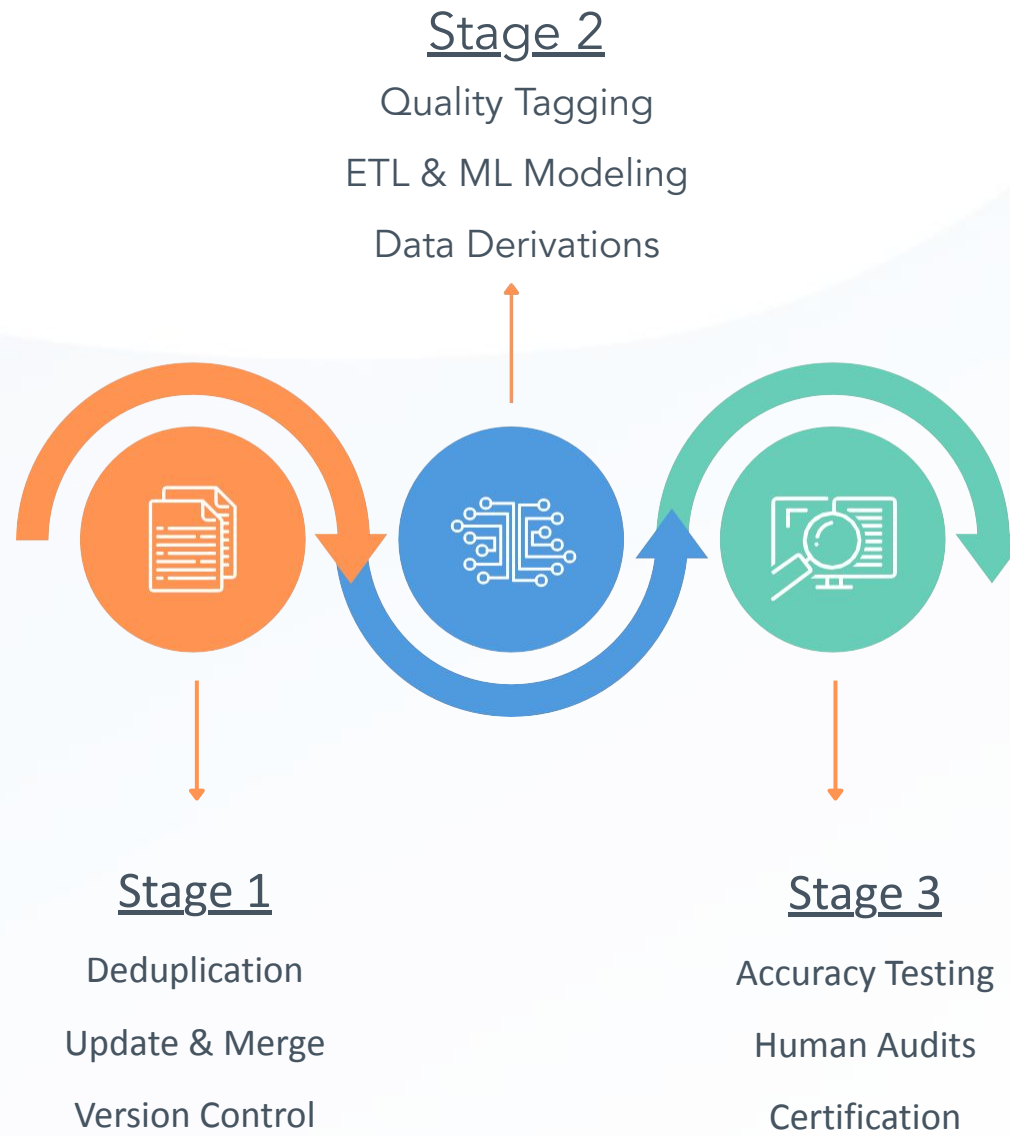 Stage 2
Quality Tagging
ETL & ML Modeling
Data Derivations
Stage 1
Deduplication
Update & Merge
Version Control
Stage 3
Accuracy Testing
Human Audits
Certification